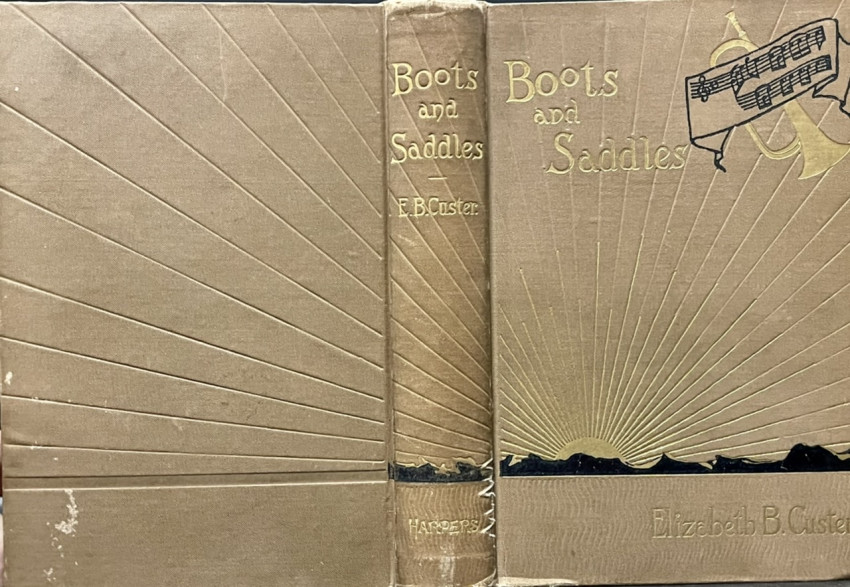 Boots
and
Saddles
E.B.Custer
HARPERS
Boots
and
Saddles
Elizabeth B. Custer